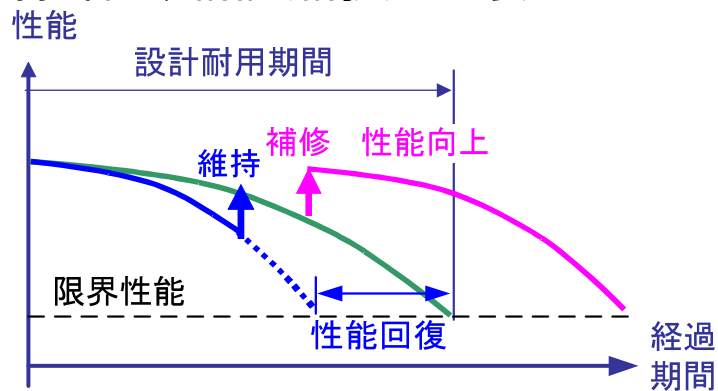 性能
設計耐用期間
補修 性能向上
維持
限界性能
性能回復
経過
期間